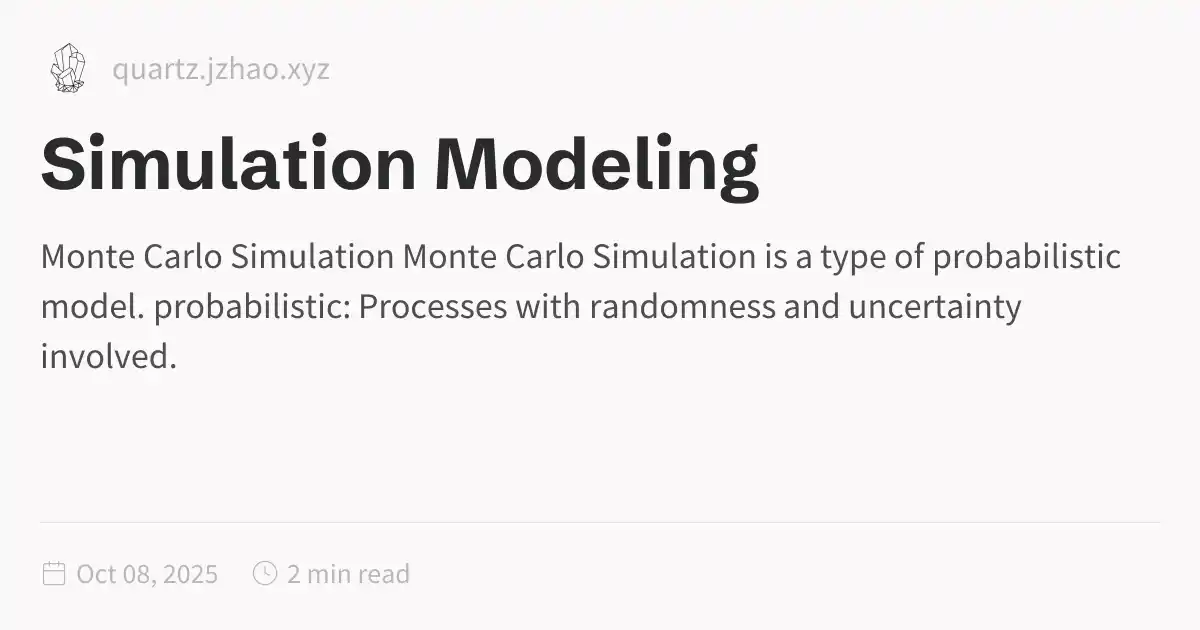 quartz.jzhao.xyz
Simulation Modeling
Monte Carlo Simulation Monte Carlo Simulation is a type of probabilistic
model. probabilistic: Processes with randomness and uncertainty
involved.
Oct 08, 2025 2 min read